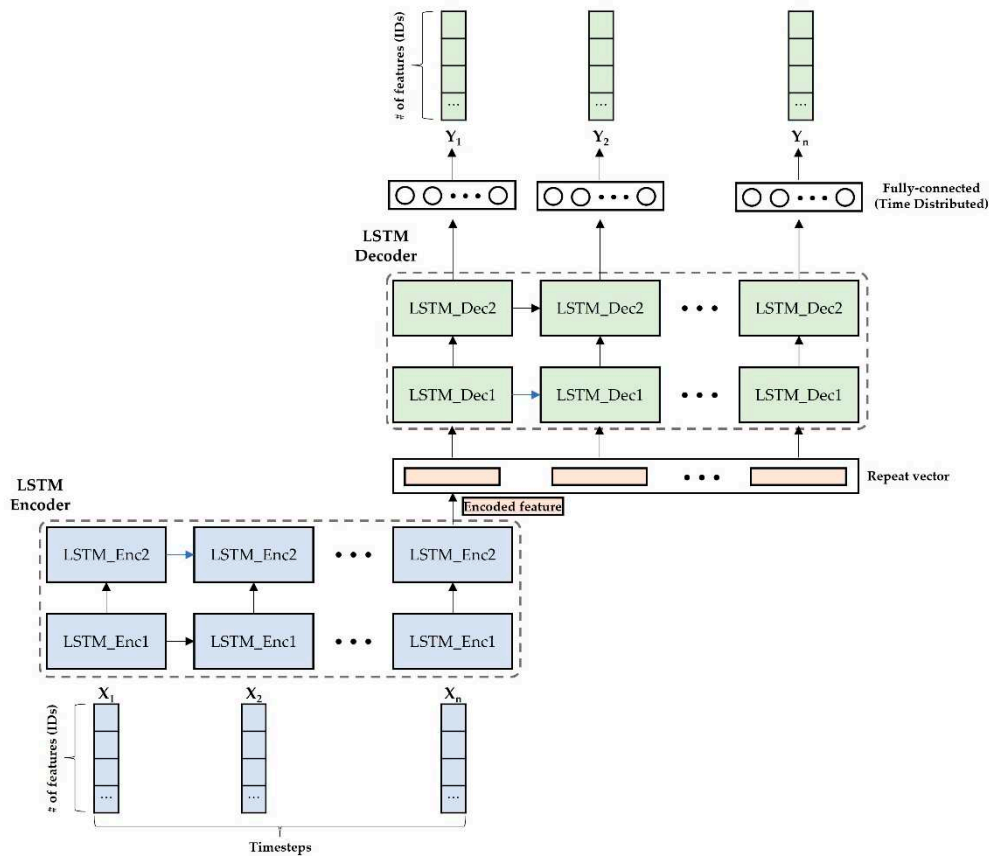 # of features (IDs)
...
...
...
Y1
Y2
Yn
Fully-connected
(Time Distributed)
LSTM
Decoder
LSTM_Dec2
LSTM_Dec2
LSTM_Dec2
LSTM_Dec1
LSTM_Dec1
LSTM_Dec1
Repeat vector
Encoded feature
LSTM
Encoder
LSTM_Enc2
LSTM_Enc2
LSTM_Enc2
LSTM_Enc1
LSTM_Enc1
LSTM_Enc1
X1
X2
Xn
# of features (IDs)
...
...
...
Timesteps